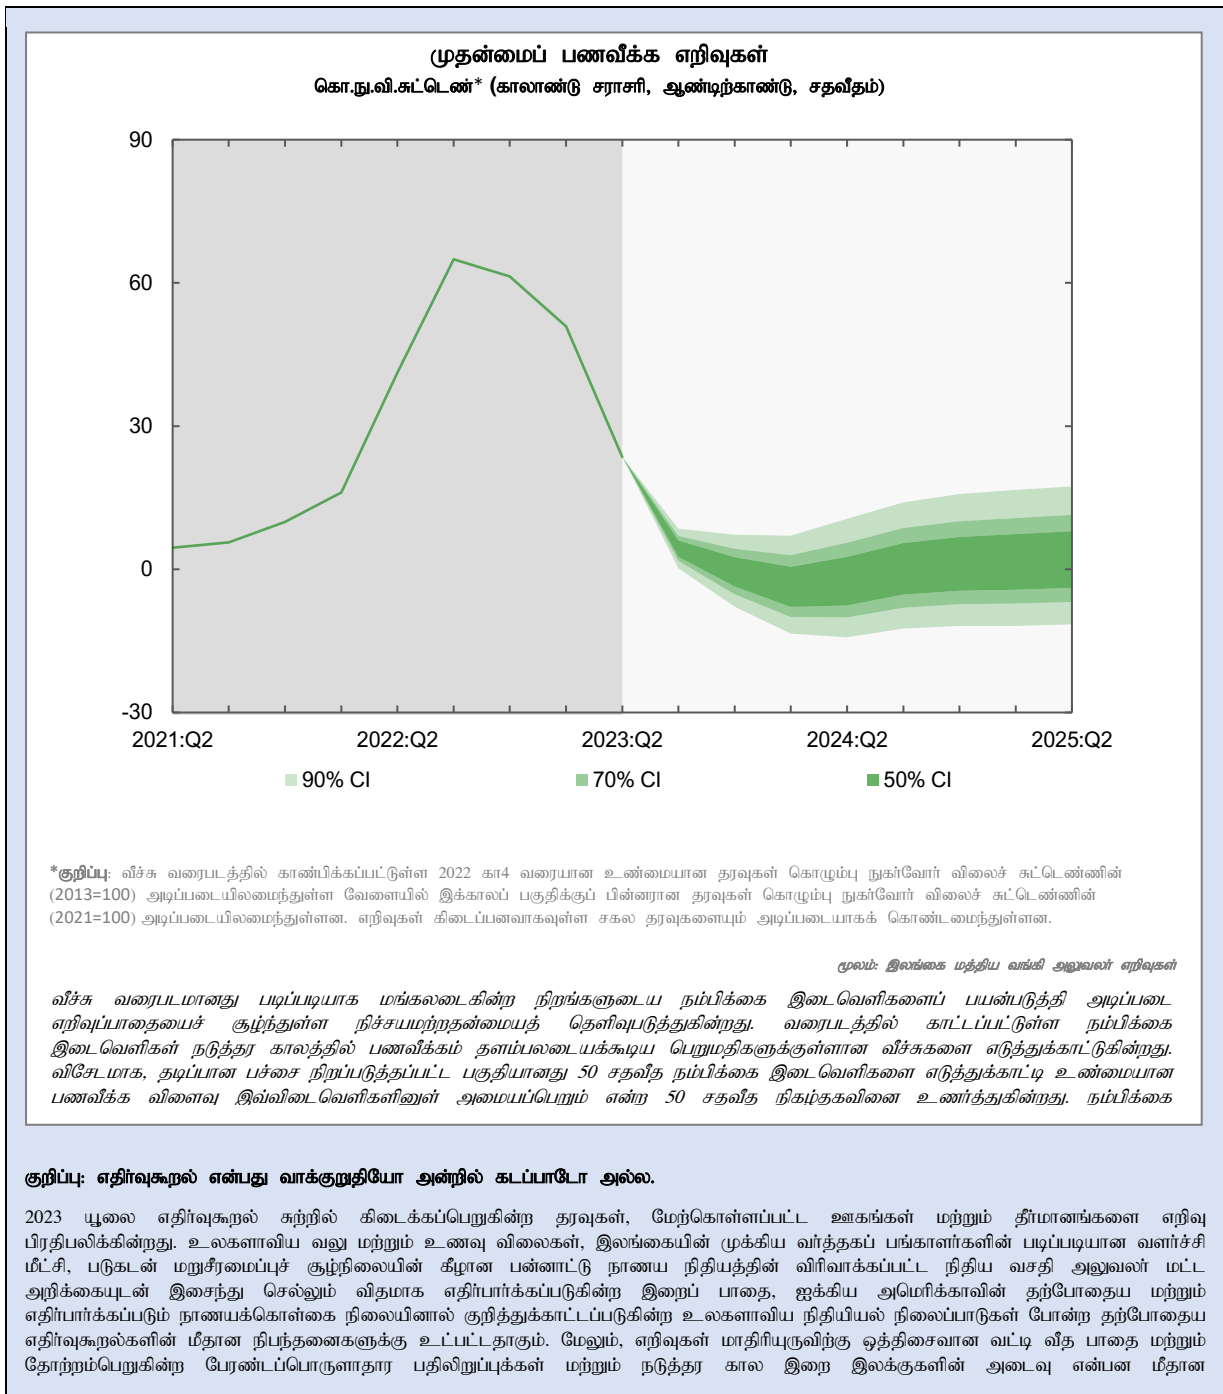 முதன்மைப் பணவீக்க எறிவுகள்
கொ.நு.வி.சுட்டெண்* (காலாண்டு சராசரி, ஆண்டிற்காண்டு, சதவீதம்)
90
60
30
0
-30
2021:Q2 2022:Q2 2023:Q2 2024:Q2 2025:Q2
90% CI 70% CI 50% CI
*குறிப்பு: வீச்சு வரைபடத்தில் காண்பிக்கப்பட்டுள்ள 2022 கா4 வரையான உண்மையான தரவுகள் கொழும்பு நுகர்வோர் விலைச் சுட்டெண்ணின்
(2013=100) அடிப்படையிலமைந்துள்ள வேளையில் இக்காலப் பகுதிக்குப் பின்னரான தரவுகள் கொழும்பு நுகர்வோர் விலைச் சுட்டெண்ணின்
(2021=100) அடிப்படையிலமைந்துள்ளன. எறிவுகள் கிடைப்பனவாகவுள்ள சகல தரவுகளையும் அடிப்படையாகக் கொண்டமைந்துள்ளன.
மூலம்: இலங்கை மத்திய வங்கி அலுவலர் எறிவுகள்
வீச்சு வரைபடமானது படிப்படியாக மங்கலடைகின்ற நிறங்களுடைய நம்பிக்கை இடைவெளிகளைப் பயன்படுத்தி அடிப்படை
எறிவுப்பாதையைச் சூழ்ந்துள்ள நிச்சயமற்றதன்மையத் தெளிவுபடுத்துகின்றது. வரைபடத்தில் காட்டப்பட்டுள்ள நம்பிக்கை
இடைவெளிகள் நடுத்தர காலத்தில் பணவீக்கம் தளம்பலடையக்கூடிய பெறுமதிகளுக்குள்ளான வீச்சுகளை எடுத்துக்காட்டுகின்றது.
விசேடமாக, தடிப்பான பச்சை நிறப்படுத்தப்பட்ட பகுதியானது 50 சதவீத நம்பிக்கை இடைவெளிகளை எடுத்துக்காட்டி உண்மையான
பணவீக்க விளைவு இவ்விடைவெளிகளினுள் அமையப்பெறும் என்ற 50 சதவீத நிகழ்தகவினை உணர்த்துகின்றது. நம்பிக்கை
குறிப்பு: எதிர்வுகூறல் என்பது வாக்குறுதியோ அன்றில் கடப்பாடோ அல்ல.
2023 யூலை எதிர்வுகூறல் சுற்றில் கிடைக்கப்பெறுகின்ற தரவுகள், மேற்கொள்ளப்பட்ட ஊகங்கள் மற்றும் தீர்மானங்களை எறிவு
பிரதிபலிக்கின்றது. உலகளாவிய வலு மற்றும் உணவு விலைகள், இலங்கையின் முக்கிய வர்த்தகப் பங்காளர்களின் படிப்படியான வளர்ச்சி
மீட்சி, படுகடன் மறுசீரமைப்புச் சூழ்நிலையின் கீழான பன்னாட்டு நாணய நிதியத்தின் விரிவாக்கப்பட்ட நிதிய வசதி அலுவலர் மட்ட
அறிக்கையுடன் இசைந்து செல்லும் விதமாக எதிர்பார்க்கப்படுகின்ற இறைப் பாதை, ஐக்கிய அமெரிக்காவின் தற்போதைய மற்றும்
எதிர்பார்க்கப்படும் நாணயக்கொள்கை நிலையினால் குறித்துக்காட்டப்படுகின்ற உலகளாவிய நிதியியல் நிலைப்பாடுகள் போன்ற தற்போதைய
எதிர்வுகூறல்களின் மீதான நிபந்தனைகளுக்கு உட்பட்டதாகும். மேலும், எறிவுகள் மாதிரியுருவிற்கு ஒத்திசைவான வட்டி வீத பாதை மற்றும்
தோற்றம்பெறுகின்ற பேரண்டப்பொருளாதார பதிலிறுப்புக்கள் மற்றும் நடுத்தர கால இறை இலக்குகளின் அடைவு என்பன மீதான